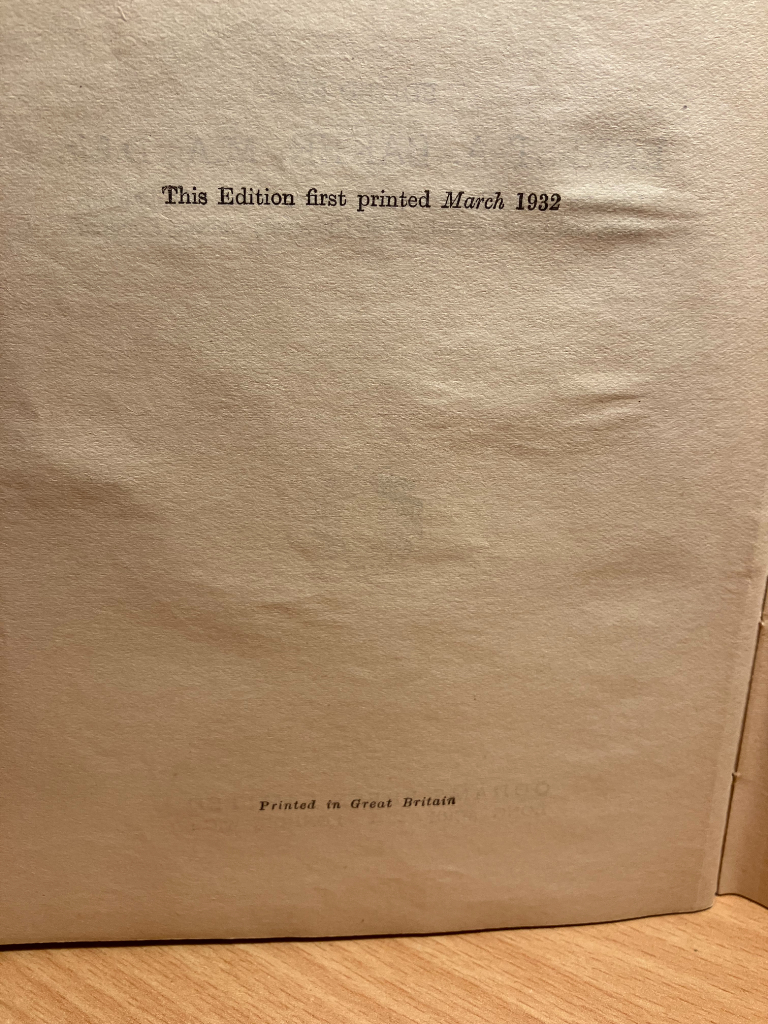 This Edition first printed March 1932
Printed in Great Britain